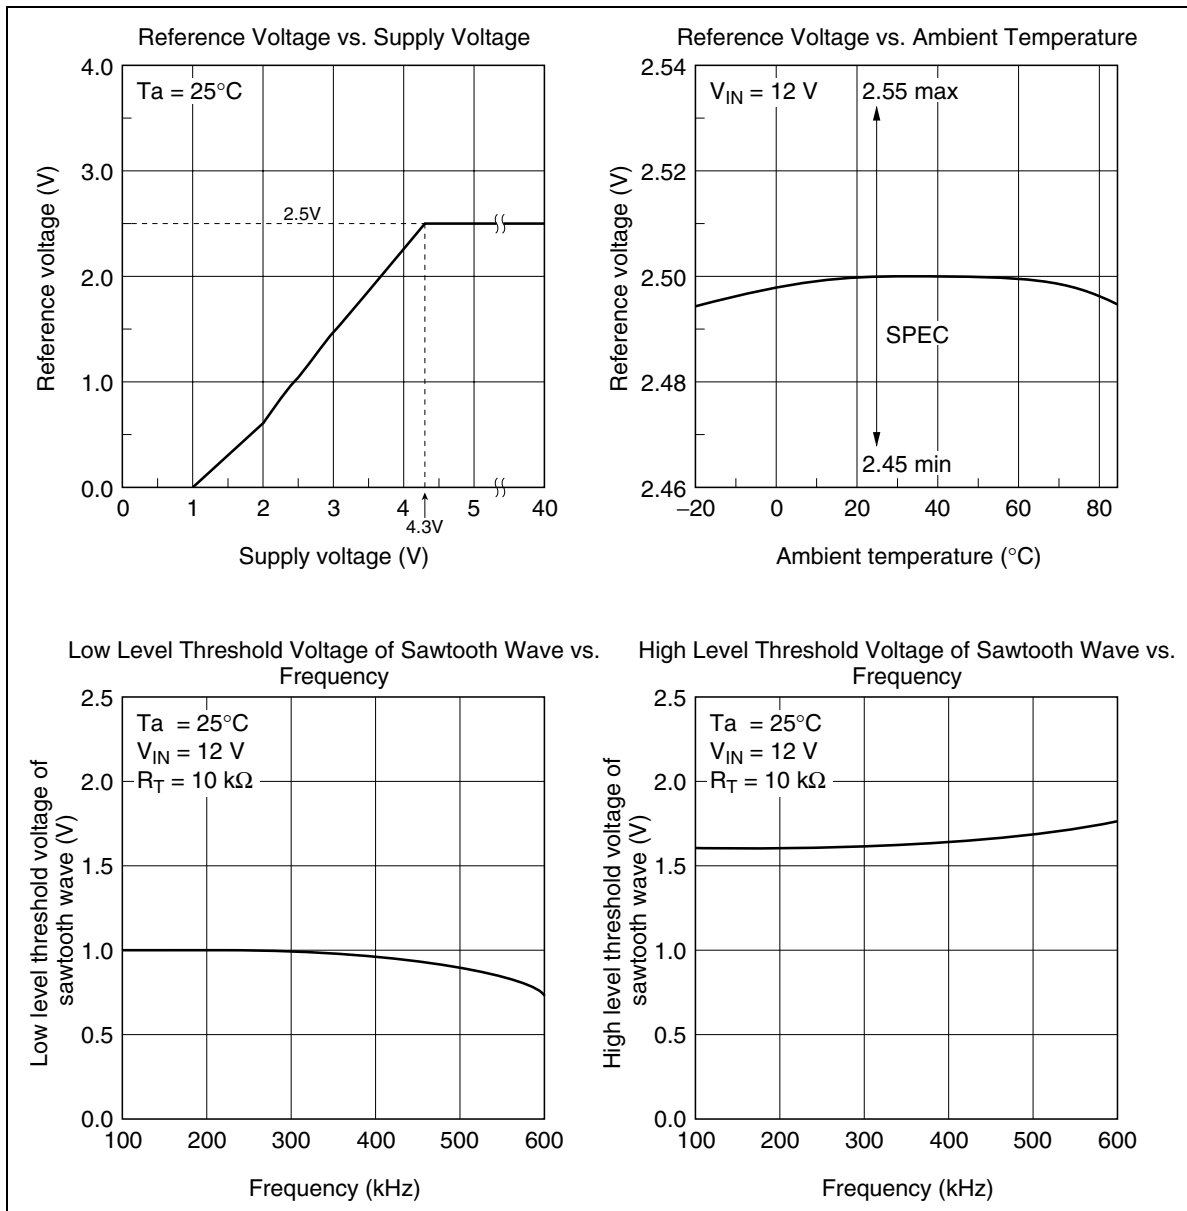 Reference Voltage vs. Supply Voltage
4.0
3.0
2.0
1.0
0.0
Reference voltage (V)
Ta = 25°C
2.5V
0 1 2 3 4 5 40
4.3V
Supply voltage (V)
Reference Voltage vs. Ambient Temperature
2.54
2.52
2.50
2.48
2.46
Reference voltage (V)
V_IN = 12 V
2.55 max
SPEC
2.45 min
−20 0 20 40 60 80
Ambient temperature (°C)
Low Level Threshold Voltage of Sawtooth Wave vs.
Frequency
2.5
2.0
1.5
1.0
0.5
0.0
Low level threshold voltage of
sawtooth wave (V)
Ta = 25°C
V_IN = 12 V
R_T = 10 kΩ
100 200 300 400 500 600
Frequency (kHz)
High Level Threshold Voltage of Sawtooth Wave vs.
Frequency
2.5
2.0
1.5
1.0
0.5
0.0
High level threshold voltage of
sawtooth wave (V)
Ta = 25°C
V_IN = 12 V
R_T = 10 kΩ
100 200 300 400 500 600
Frequency (kHz)